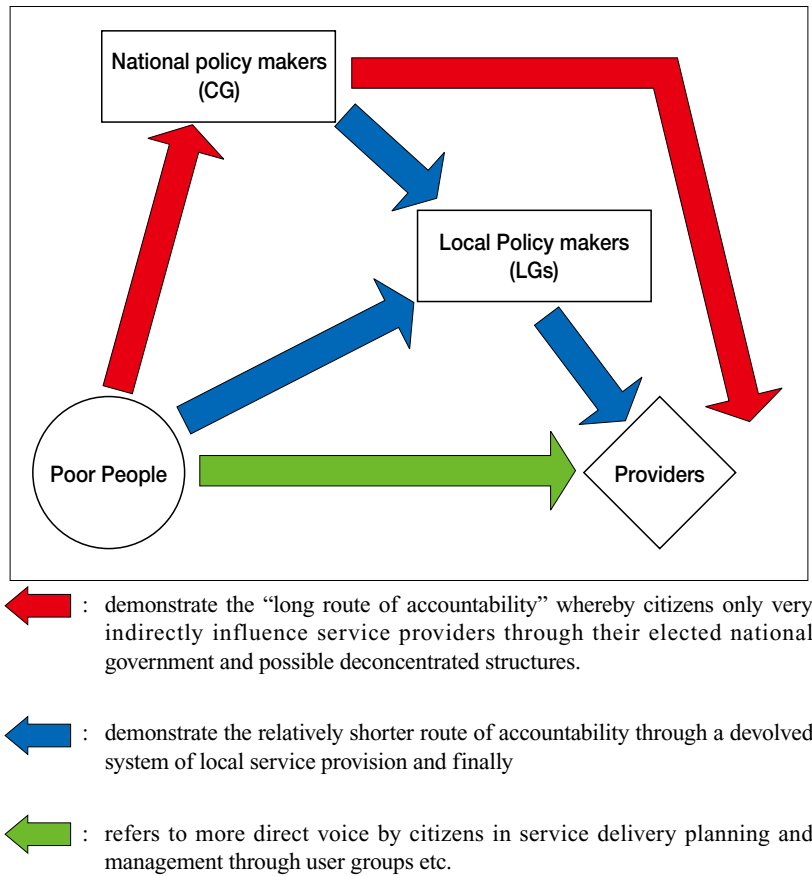 National policy makers
(CG)
Local Policy makers
(LGs)
Poor People
Providers
: demonstrate the “long route of accountability” whereby citizens only very
indirectly influence service providers through their elected national
government and possible deconcentrated structures.
: demonstrate the relatively shorter route of accountability through a devolved
system of local service provision and finally
: refers to more direct voice by citizens in service delivery planning and
management through user groups etc.